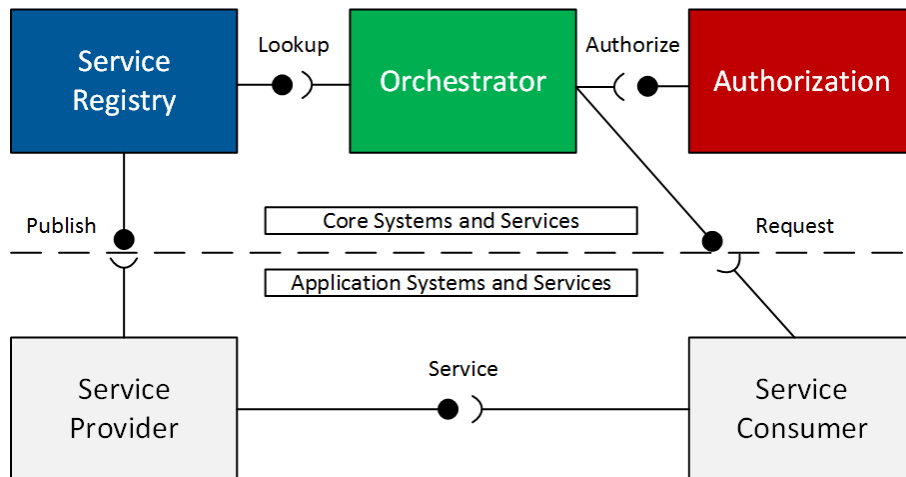 Service
Registry
Lookup
Orchestrator
Authorize
Authorization
Publish
Core Systems and Services
Request
Application Systems and Services
Service
Provider
Service
Service
Consumer